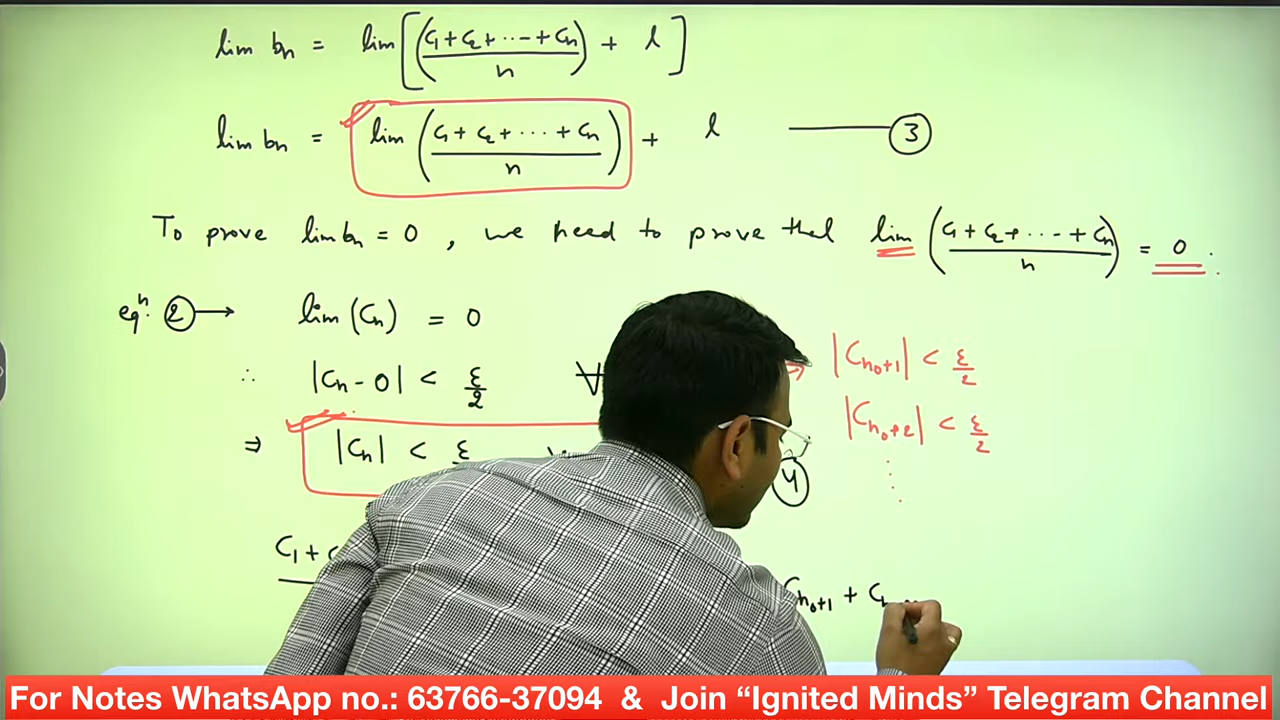 lim bn = lim[(C1+C2+...+Cn / n) + l]
lim bn = lim (C1+C2+...+Cn / n) + l ——— ③
To prove lim bn = 0, we need to prove that lim (C1+C2+...+Cn / n) = 0.
eqn. ② → lim (Cn) = 0
∴ |Cn - 0| < ε/2 ∀
|Cn0+1| < ε/2
|Cn0+2| < ε/2
⇒ |Cn| < ε
④
C1+C
Cn0+1 + C
For Notes WhatsApp no.: 63766-37094 & Join “Ignited Minds” Telegram Channel